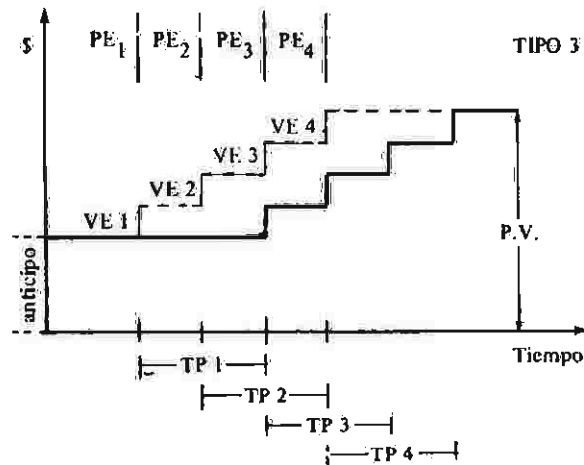 $ PE1 PE2 PE3 PE4 TIPO 3
VE 4
VE 3
VE 2
VE 1
P.V.
anticipo
Tiempo
TP 1
TP 2
TP 3
TP 4